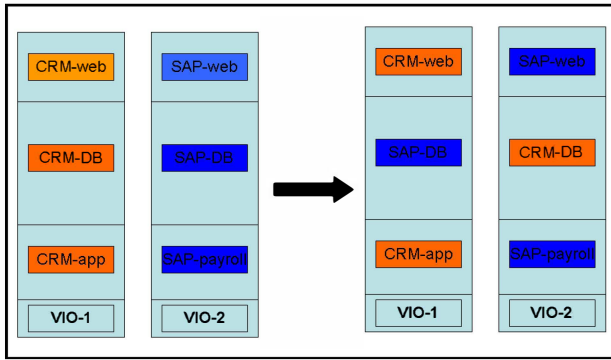 CRM-web
SAP-web
CRM-DB
SAP-DB
CRM-app
SAP-payroll
VIO-1
VIO-2
CRM-web
SAP-web
SAP-DB
CRM-DB
CRM-app
SAP-payroll
VIO-1
VIO-2